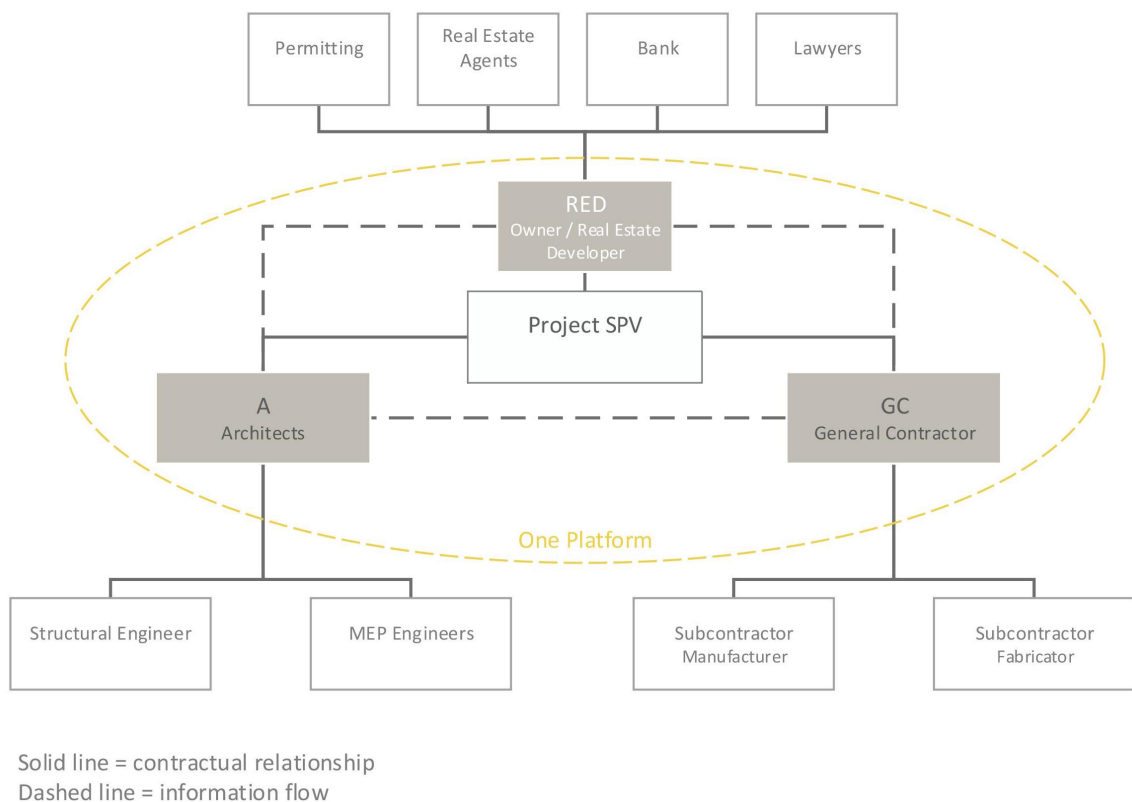 Permitting
Real Estate
Agents
Bank
Lawyers
RED
Owner / Real Estate
Developer
Project SPV
A
Architects
GC
General Contractor
One Platform
Structural Engineer
MEP Engineers
Subcontractor
Manufacturer
Subcontractor
Fabricator
Solid line = contractual relationship
Dashed line = information flow